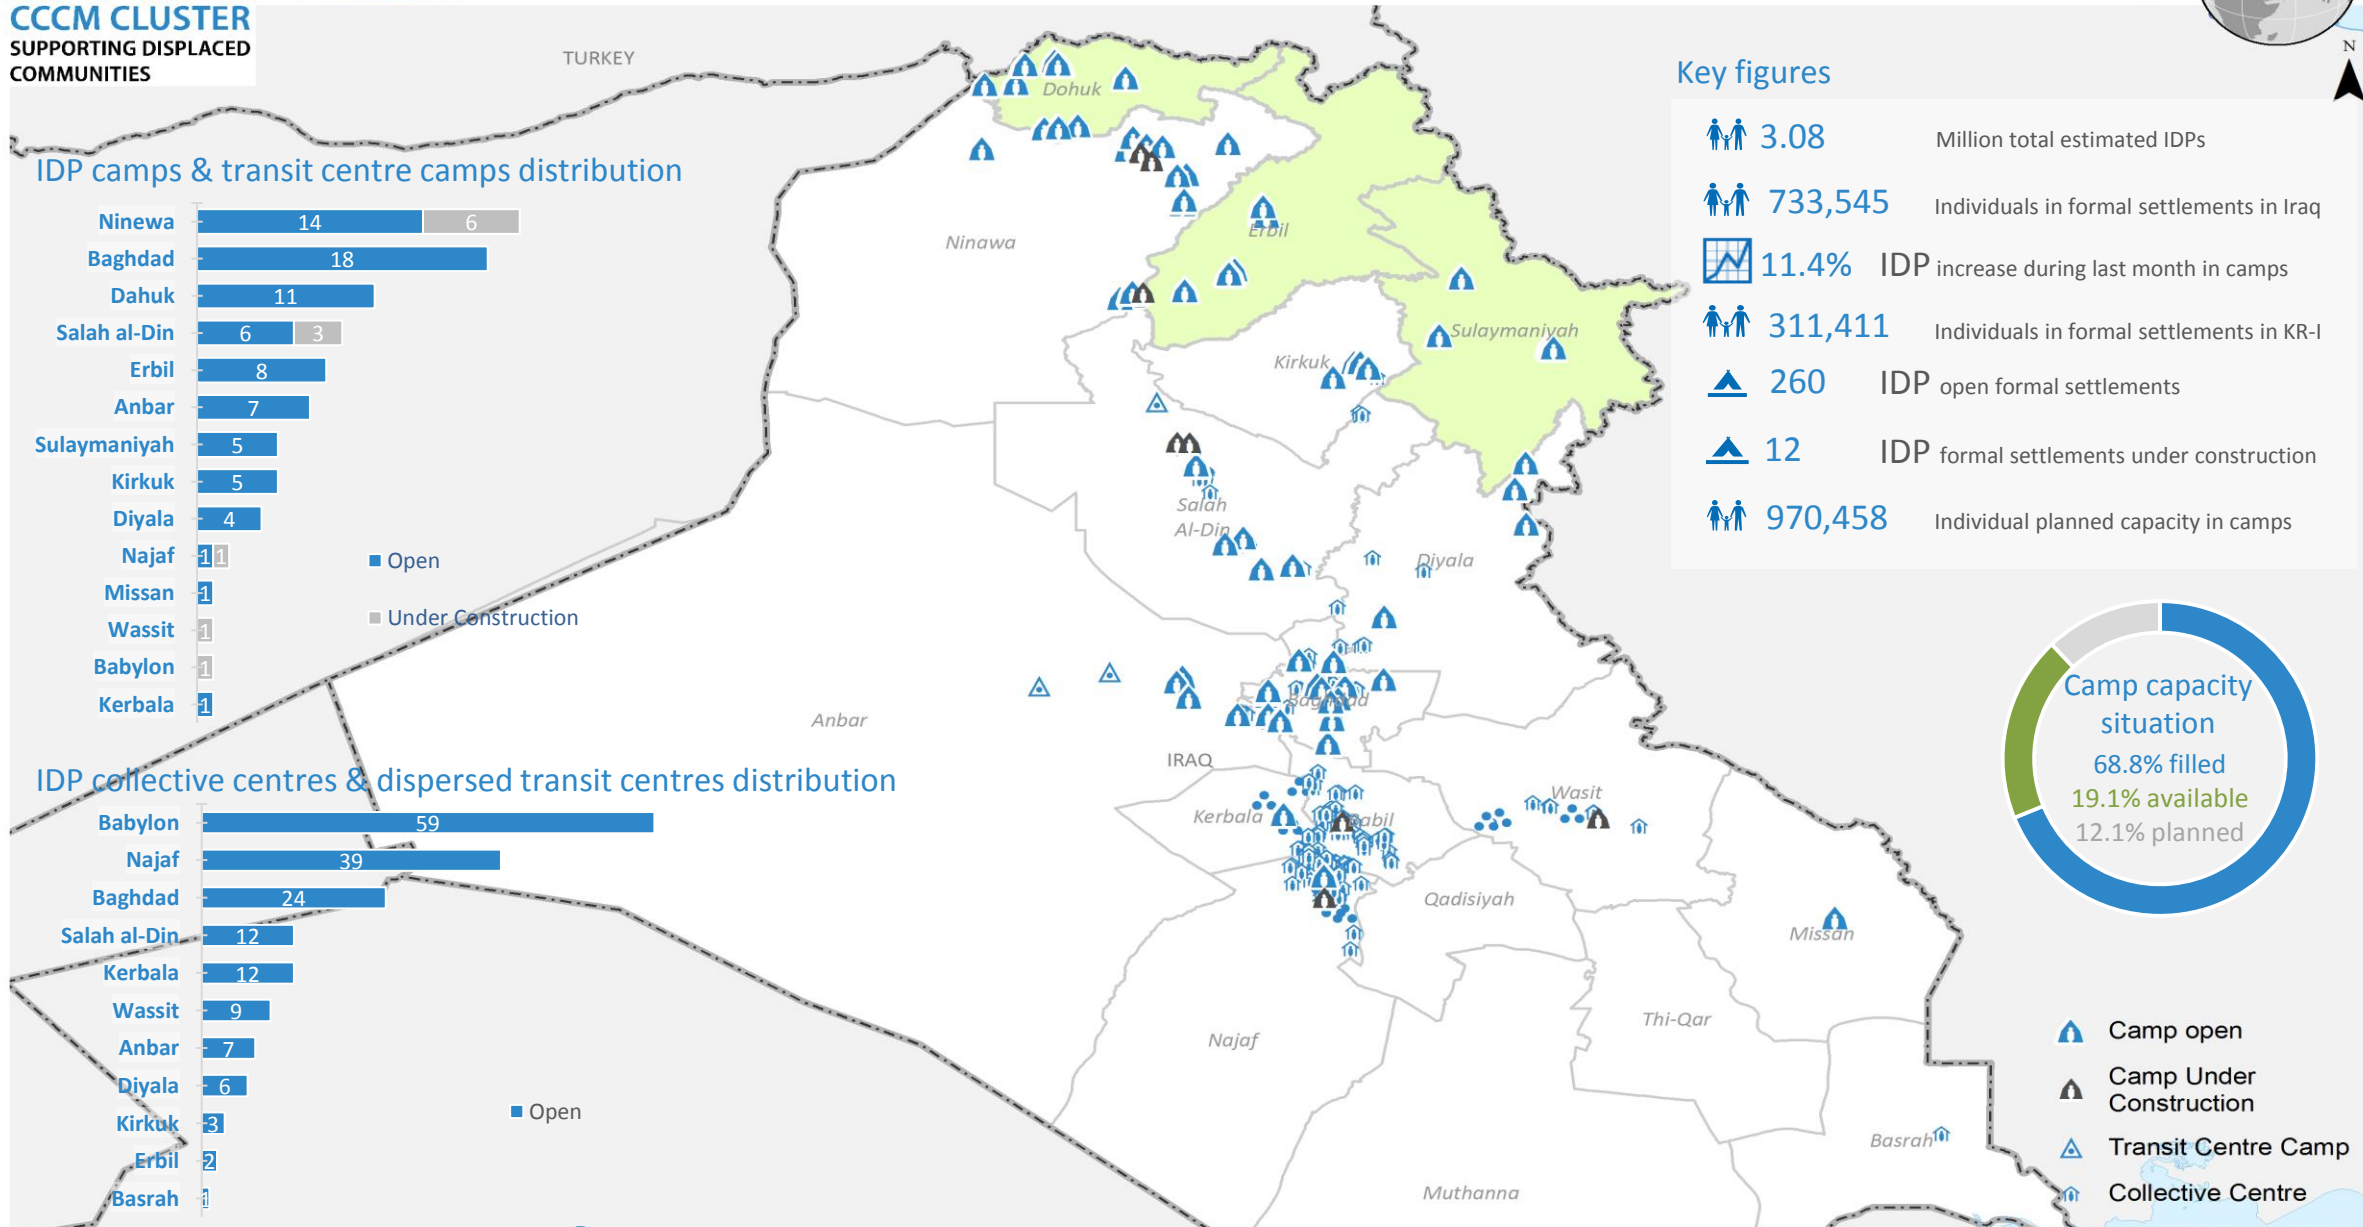 CCCM CLUSTER
SUPPORTING DISPLACED
COMMUNITIES
TURKEY
N
Key figures
3.08 Million total estimated IDPs
733,545 Individuals in formal settlements in Iraq
11.4% IDP increase during last month in camps
311,411 Individuals in formal settlements in KR-I
260 IDP open formal settlements
12 IDP formal settlements under construction
970,458 Individual planned capacity in camps
IDP camps & transit centre camps distribution
Ninewa 14 6
Baghdad 18
Dahuk 11
Salah al-Din 6 3
Erbil 8
Anbar 7
Sulaymaniyah 5
Kirkuk 5
Diyala 4
Najaf 1 1
Missan 1
Wassit 1
Babylon 1
Kerbala 1
Open
Under Construction
IDP collective centres & dispersed transit centres distribution
Babylon 59
Najaf 39
Baghdad 24
Salah al-Din 12
Kerbala 12
Wassit 9
Anbar 7
Diyala 6
Kirkuk 3
Erbil 2
Basrah 1
Open
Dohuk
Ninawa
Erbil
Sulaymaniyah
Kirkuk
Salah
Al-Din
Diyala
Baghdad
Anbar
IRAQ
Kerbala
Babil
Wasit
Qadisiyah
Missan
Najaf
Thi-Qar
Basrah
Muthanna
Camp capacity
situation
68.8% filled
19.1% available
12.1% planned
Camp open
Camp Under
Construction
Transit Centre Camp
Collective Centre